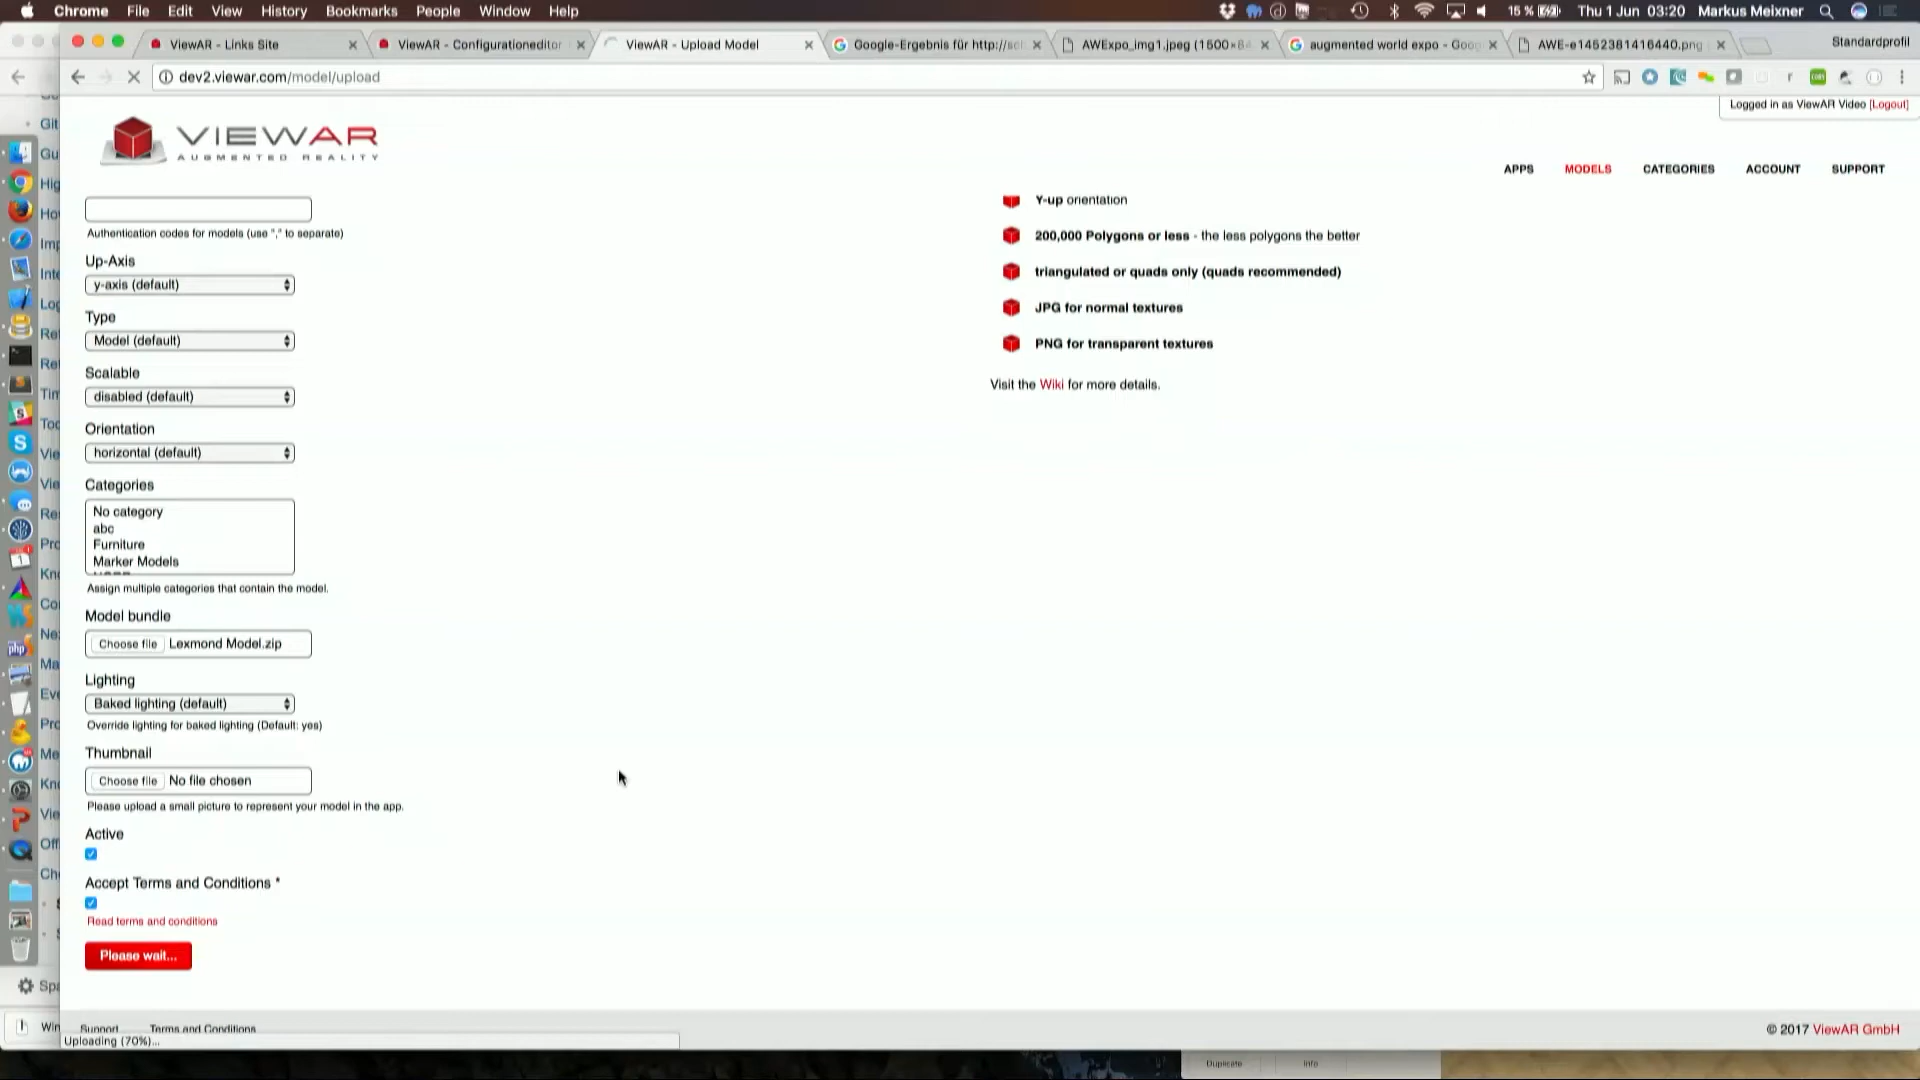 Chrome File Edit View History Bookmarks People Window Help
15 % Thu 1 Jun 03:20 Markus Meixner
ViewAR - Links Site
ViewAR - Configurationeditor
ViewAR - Upload Model
Google-Ergebnis für http://sc
AWExpo_img1.jpeg (1500×8
augmented world expo - Goog
AWE-e1452381416440.png
Standardprofil
dev2.viewar.com/model/upload
Logged in as ViewAR Video [Logout]
VIEWAR
AUGMENTED REALITY
APPS MODELS CATEGORIES ACCOUNT SUPPORT
Authentication codes for models (use "," to separate)
Up-Axis
y-axis (default)
Type
Model (default)
Scalable
disabled (default)
Orientation
horizontal (default)
Categories
No category
abc
Furniture
Marker Models
Assign multiple categories that contain the model.
Model bundle
Choose file Lexmond Model.zip
Lighting
Baked lighting (default)
Override lighting for baked lighting (Default: yes)
Thumbnail
Choose file No file chosen
Please upload a small picture to represent your model in the app.
Active
Accept Terms and Conditions *
Read terms and conditions
Please wait...
Y-up orientation
200,000 Polygons or less - the less polygons the better
triangulated or quads only (quads recommended)
JPG for normal textures
PNG for transparent textures
Visit the Wiki for more details.
Support Terms and Conditions
© 2017 ViewAR GmbH
Uploading (70%)...
Duplicate Info